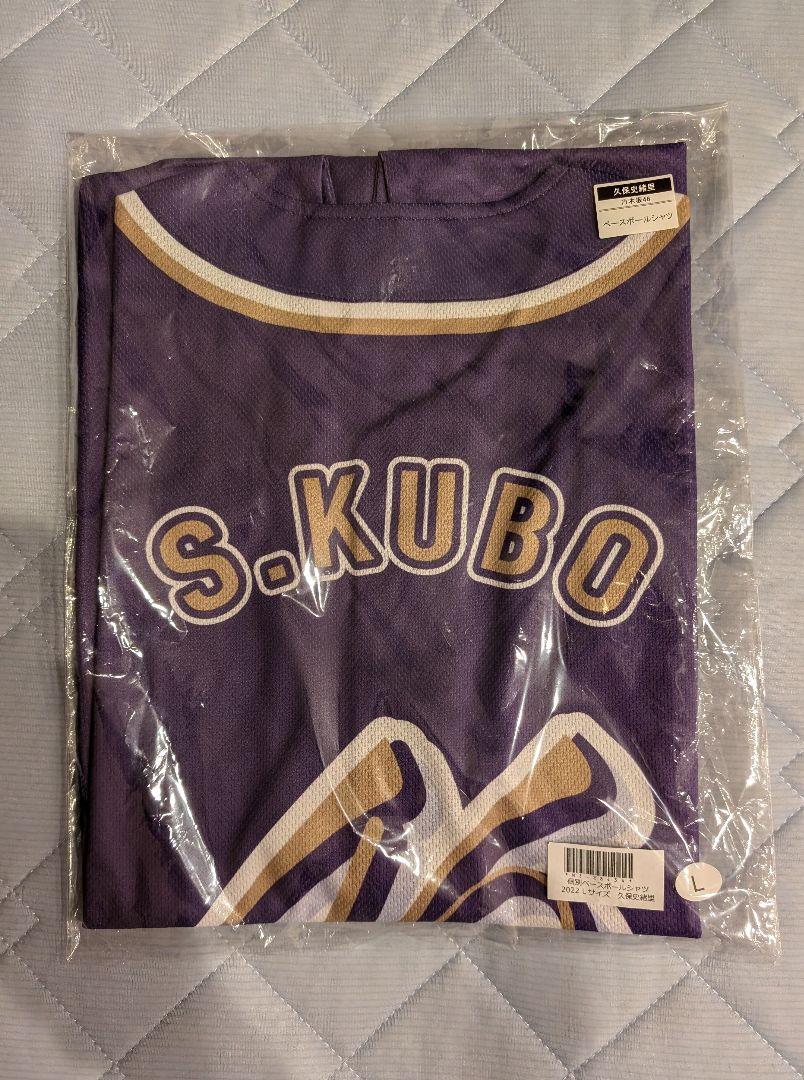 久保史緒里
乃木坂46
ベースボールシャツ
S.KUBO
個別ベースボールシャツ
2022 Lサイズ 久保史緒里
L